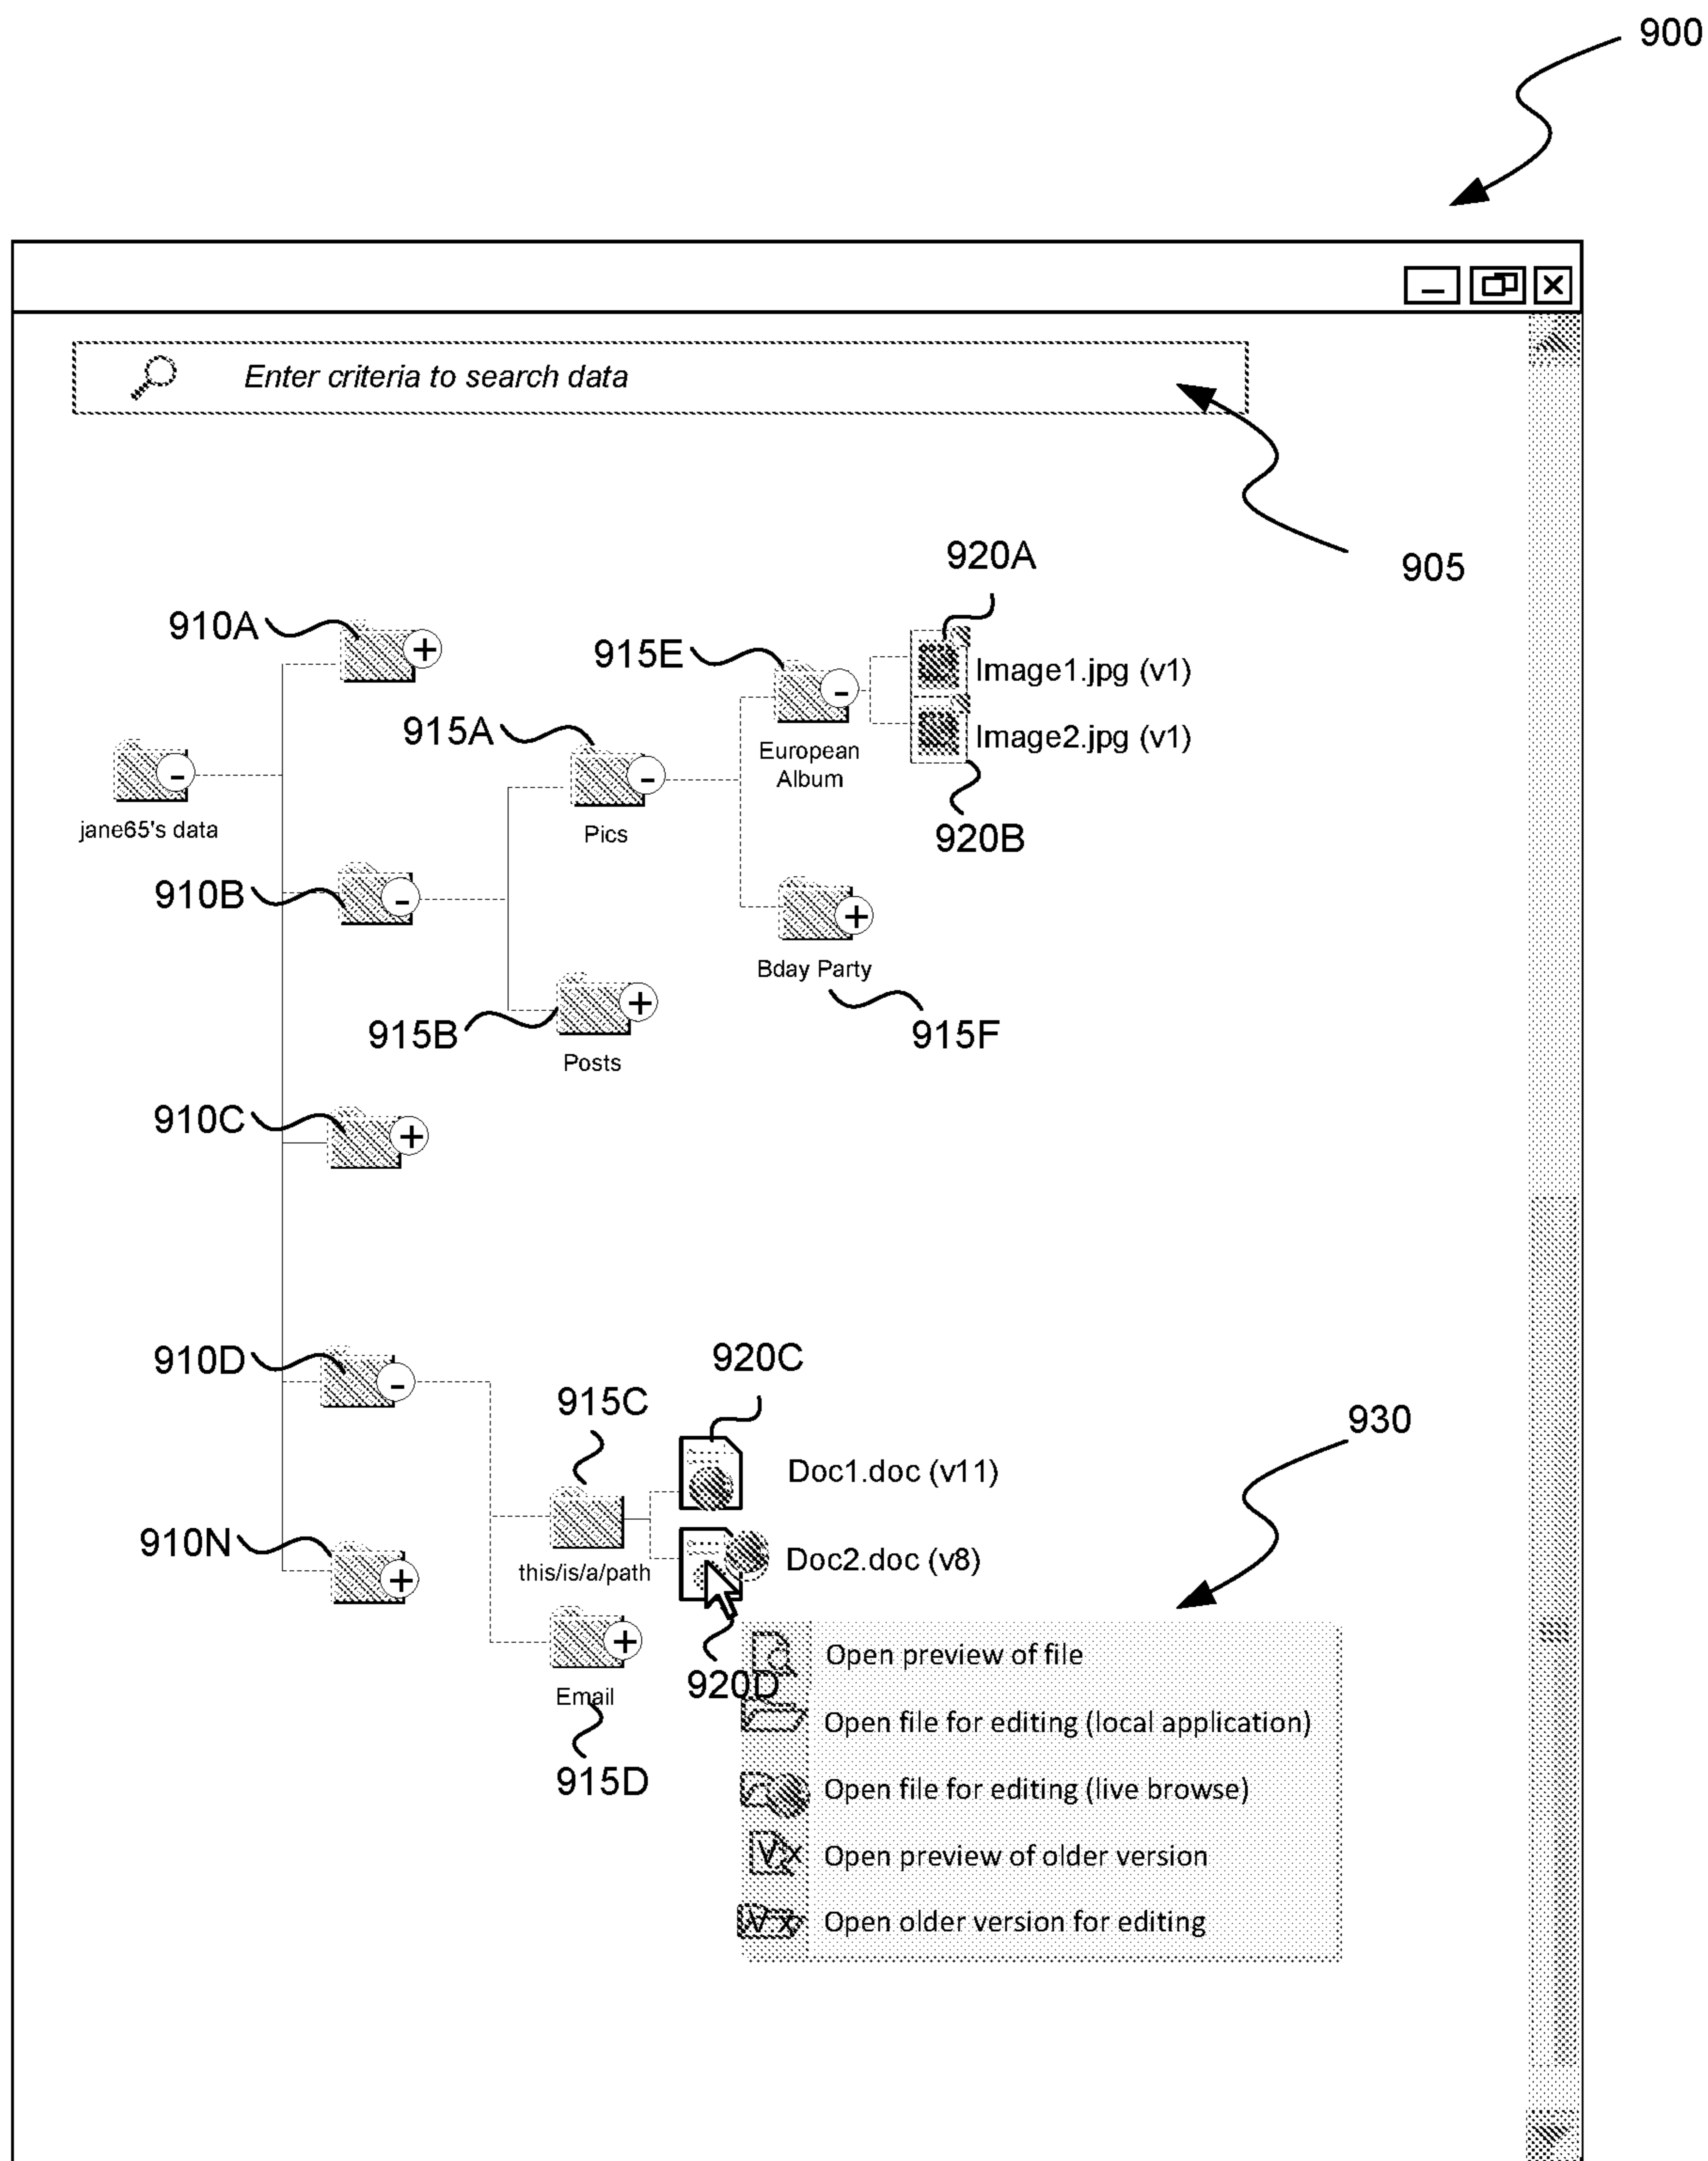 900
Enter criteria to search data
905
920A
910A
915E
Image1.jpg (v1)
915A
Image2.jpg (v1)
European
Album
jane65's data
Pics
920B
910B
Bday Party
915B
915F
Posts
910C
910D
920C
915C
930
Doc1.doc (v11)
910N
this/is/a/path
Doc2.doc (v8)
920D
Email
915D
Open preview of file
Open file for editing (local application)
Open file for editing (live browse)
V x
Open preview of older version
V x
Open older version for editing